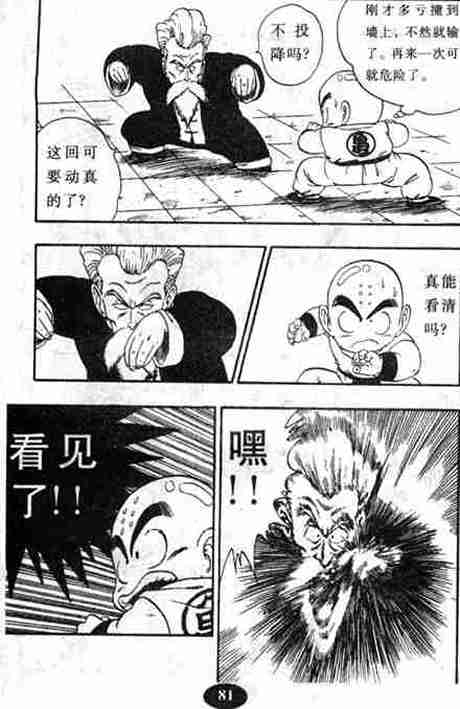 刚才多亏撞到
墙上，不然就输
了。再来一次可
就危险了。
不投
降吗？
这回可
要动真
的了？
龟
真能
看清
吗？
看见
了！！
嘿
！！
81